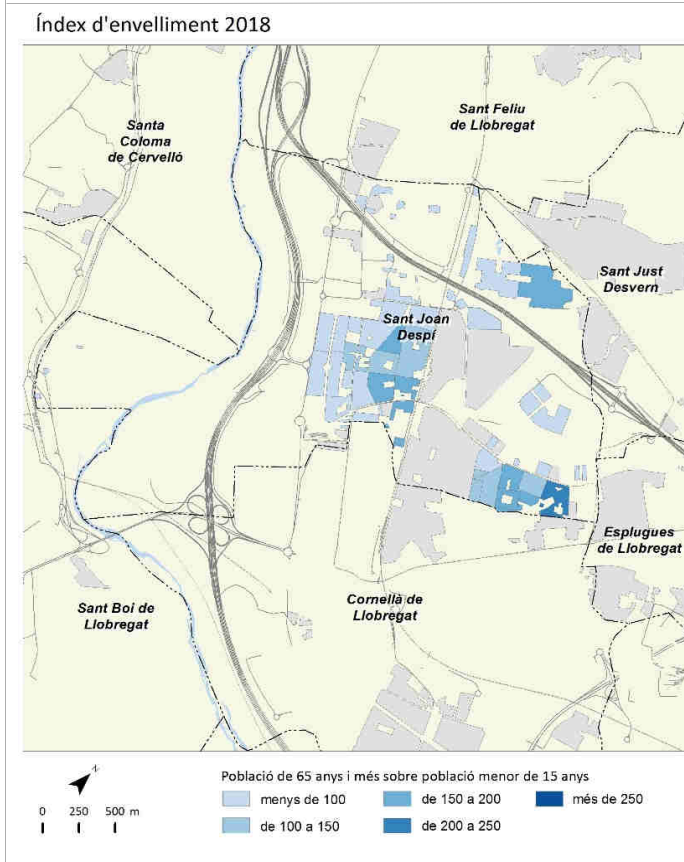 Índex d'envelliment 2018
Sant Feliu
de Llobregat
Santa
Coloma
de Cervelló
Sant Just
Desvern
Sant Joan
Despí
Esplugues
de Llobregat
Sant Boi de
Llobregat
Cornellà de
Llobregat
N
0 250 500 m
Població de 65 anys i més sobre població menor de 15 anys
menys de 100
de 150 a 200
més de 250
de 100 a 150
de 200 a 250